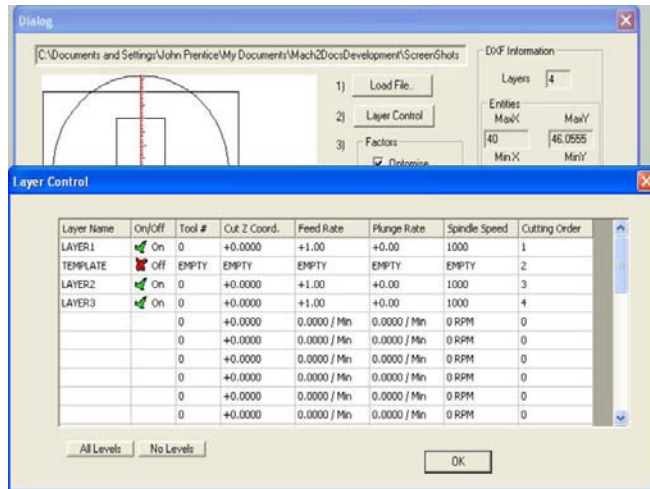 Dialog
C:\Documents and Settings\John Prentice\My Documents\Mach2DocsDevelopment\ScreenShots
DXF Information
Layers 4
1) Load File..
2) Layer Control
3) Factors
Optomise
Entities
MaxX MaxY
40 46.0555
MinX MinY
Layer Control
Layer Name On/Off Tool # Cut Z Coord. Feed Rate Plunge Rate Spindle Speed Cutting Order
LAYER1 On 0 +0.0000 +1.00 +0.00 1000 1
TEMPLATE Off EMPTY EMPTY EMPTY EMPTY EMPTY 2
LAYER2 On 0 +0.0000 +1.00 +0.00 1000 3
LAYER3 On 0 +0.0000 +1.00 +0.00 1000 4
0 +0.0000 0.0000 / Min 0.0000 / Min 0 RPM 0
0 +0.0000 0.0000 / Min 0.0000 / Min 0 RPM 0
0 +0.0000 0.0000 / Min 0.0000 / Min 0 RPM 0
0 +0.0000 0.0000 / Min 0.0000 / Min 0 RPM 0
0 +0.0000 0.0000 / Min 0.0000 / Min 0 RPM 0
0 +0.0000 0.0000 / Min 0.0000 / Min 0 RPM 0
All Levels No Levels
OK